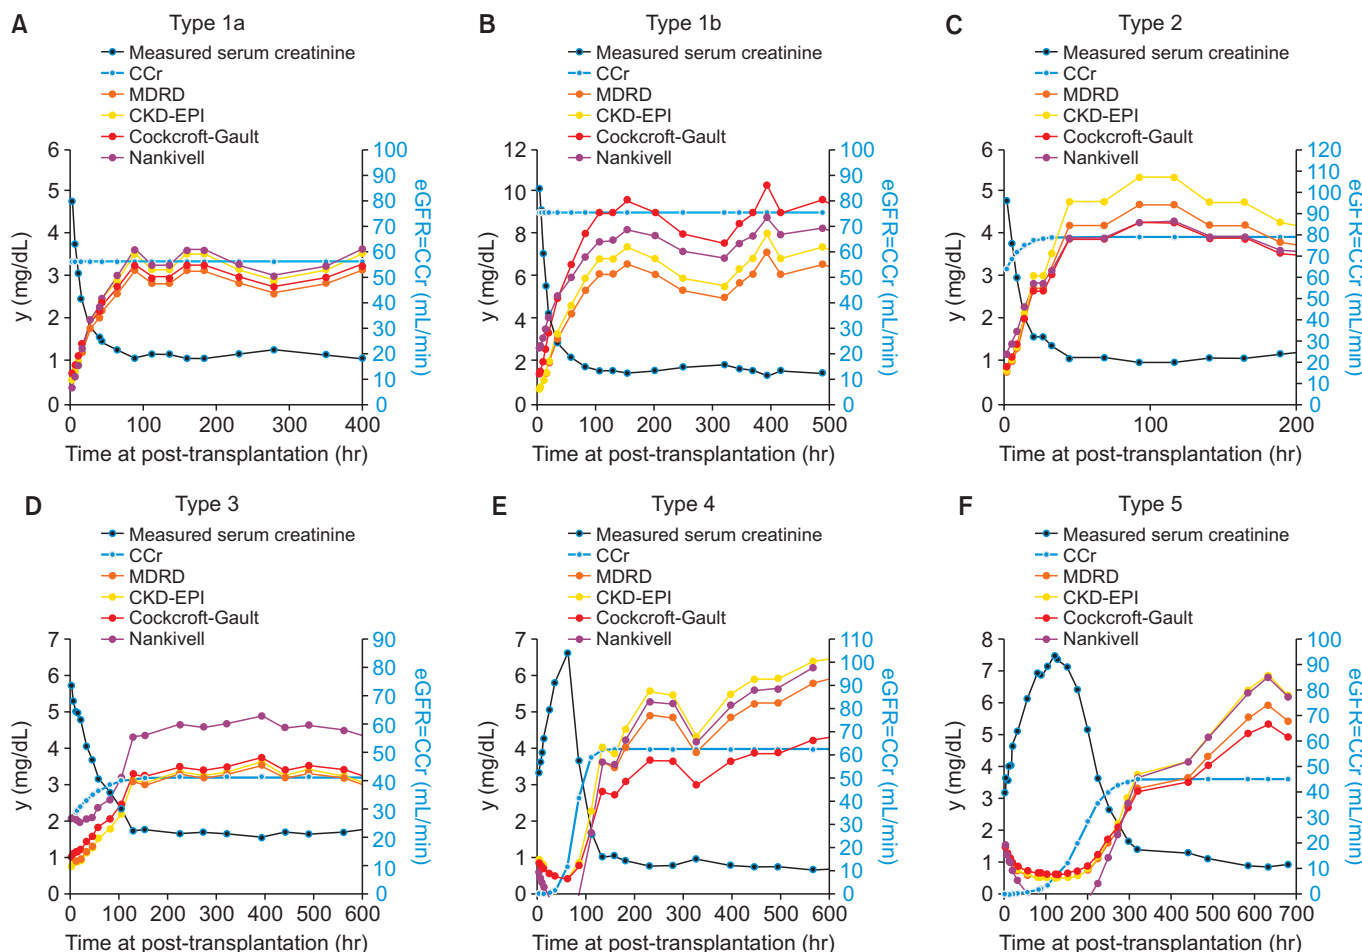 A Type 1a
Measured serum creatinine
CCr
MDRD
CKD-EPI
Cockcroft-Gault
Nankivell
y (mg/dL)
6
5
4
3
2
1
0
100
90
80
70
60
50
40
30
20
10
0
eGFR=CCr (mL/min)
0 100 200 300 400
Time at post-transplantation (hr)
B Type 1b
Measured serum creatinine
CCr
MDRD
CKD-EPI
Cockcroft-Gault
Nankivell
y (mg/dL)
12
10
8
6
4
2
0
100
90
80
70
60
50
40
30
20
10
0
eGFR=CCr (mL/min)
0 100 200 300 400 500
Time at post-transplantation (hr)
C Type 2
Measured serum creatinine
CCr
MDRD
CKD-EPI
Cockcroft-Gault
Nankivell
y (mg/dL)
6
5
4
3
2
1
0
120
110
100
90
80
70
60
50
40
30
20
10
0
eGFR=CCr (mL/min)
0 100 200
Time at post-transplantation (hr)
D Type 3
Measured serum creatinine
CCr
MDRD
CKD-EPI
Cockcroft-Gault
Nankivell
y (mg/dL)
7
6
5
4
3
2
1
0
90
80
70
60
50
40
30
20
10
0
eGFR=CCr (mL/min)
0 100 200 300 400 500 600
Time at post-transplantation (hr)
E Type 4
Measured serum creatinine
CCr
MDRD
CKD-EPI
Cockcroft-Gault
Nankivell
y (mg/dL)
7
6
5
4
3
2
1
0
110
100
90
80
70
60
50
40
30
20
10
0
eGFR=CCr (mL/min)
0 100 200 300 400 500 600
Time at post-transplantation (hr)
F Type 5
Measured serum creatinine
CCr
MDRD
CKD-EPI
Cockcroft-Gault
Nankivell
y (mg/dL)
8
7
6
5
4
3
2
1
0
100
90
80
70
60
50
40
30
20
10
0
eGFR=CCr (mL/min)
0 100 200 300 400 500 600 700
Time at post-transplantation (hr)